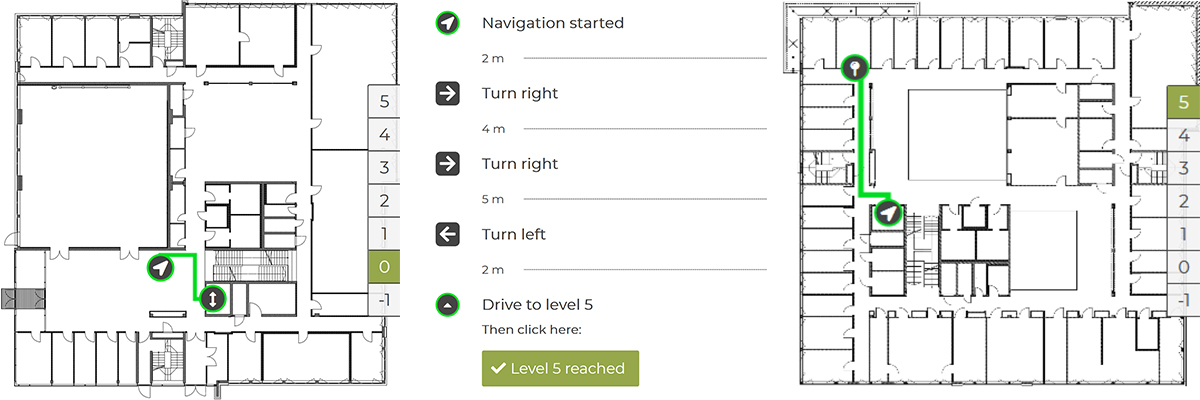 5
4
3
2
1
0
-1
Navigation started
2 m
Turn right
4 m
Turn right
5 m
Turn left
2 m
Drive to level 5
Then click here:
Level 5 reached
5
4
3
2
1
0
-1